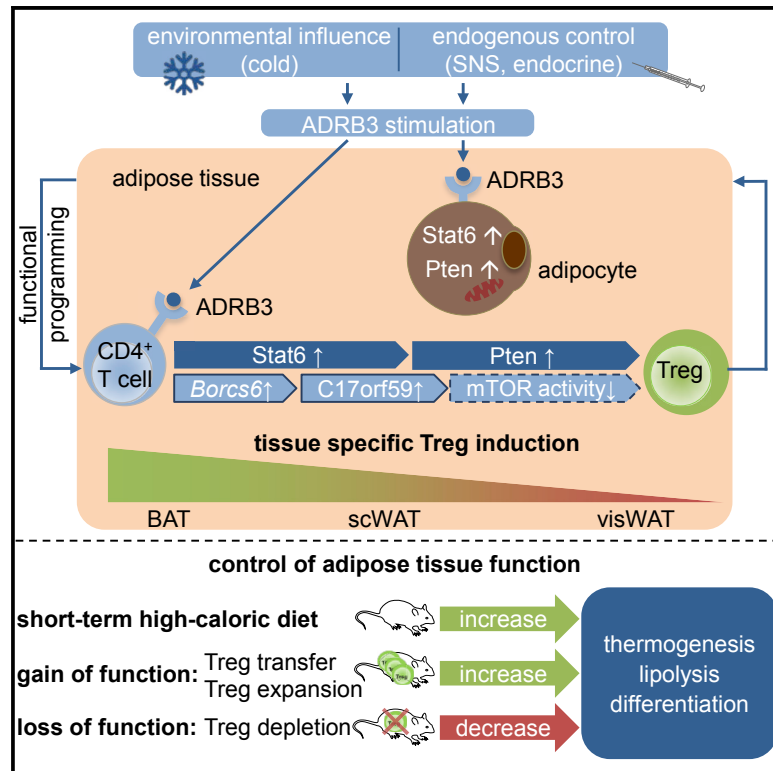 environmental influence
(cold)
endogenous control
(SNS, endocrine)
ADRB3 stimulation
adipose tissue
ADRB3
functional
programming
Stat6 ↑
Pten ↑
adipocyte
ADRB3
CD4+
T cell
Stat6 ↑
Pten ↑
Borcs6↑
C17orf59↑
mTOR activity↓
Treg
tissue specific Treg induction
BAT
scWAT
visWAT
control of adipose tissue function
short-term high-caloric diet
increase
gain of function: Treg transfer
Treg expansion
increase
loss of function: Treg depletion
decrease
thermogenesis
lipolysis
differentiation